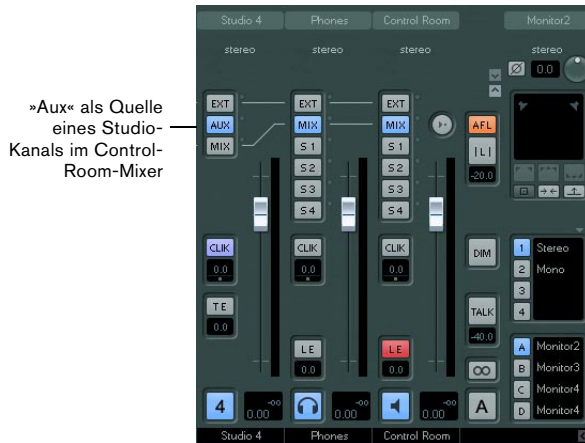 Studio 4 Phones Control Room Monitor2
stereo stereo stereo stereo
0.0
»Aux« als Quelle
eines Studio-
Kanals im Control-
Room-Mixer
EXT EXT EXT
AUX MIX MIX AFL
MIX S 1 S 1 |L|
S 2 S 2 -20.0
S 3 S 3
S 4 S 4
CLIK CLIK CLIK DIM 1 Stereo
0.0 0.0 0.0 2 Mono
3
TE TALK 4
0.0 -40.0
LE LE A Monitor2
0.0 0.0 B Monitor3
C Monitor4
D Monitor4
4 -oo 0.00 -oo 0.00 -oo 0.00 A
Studio 4 Phones Control Room